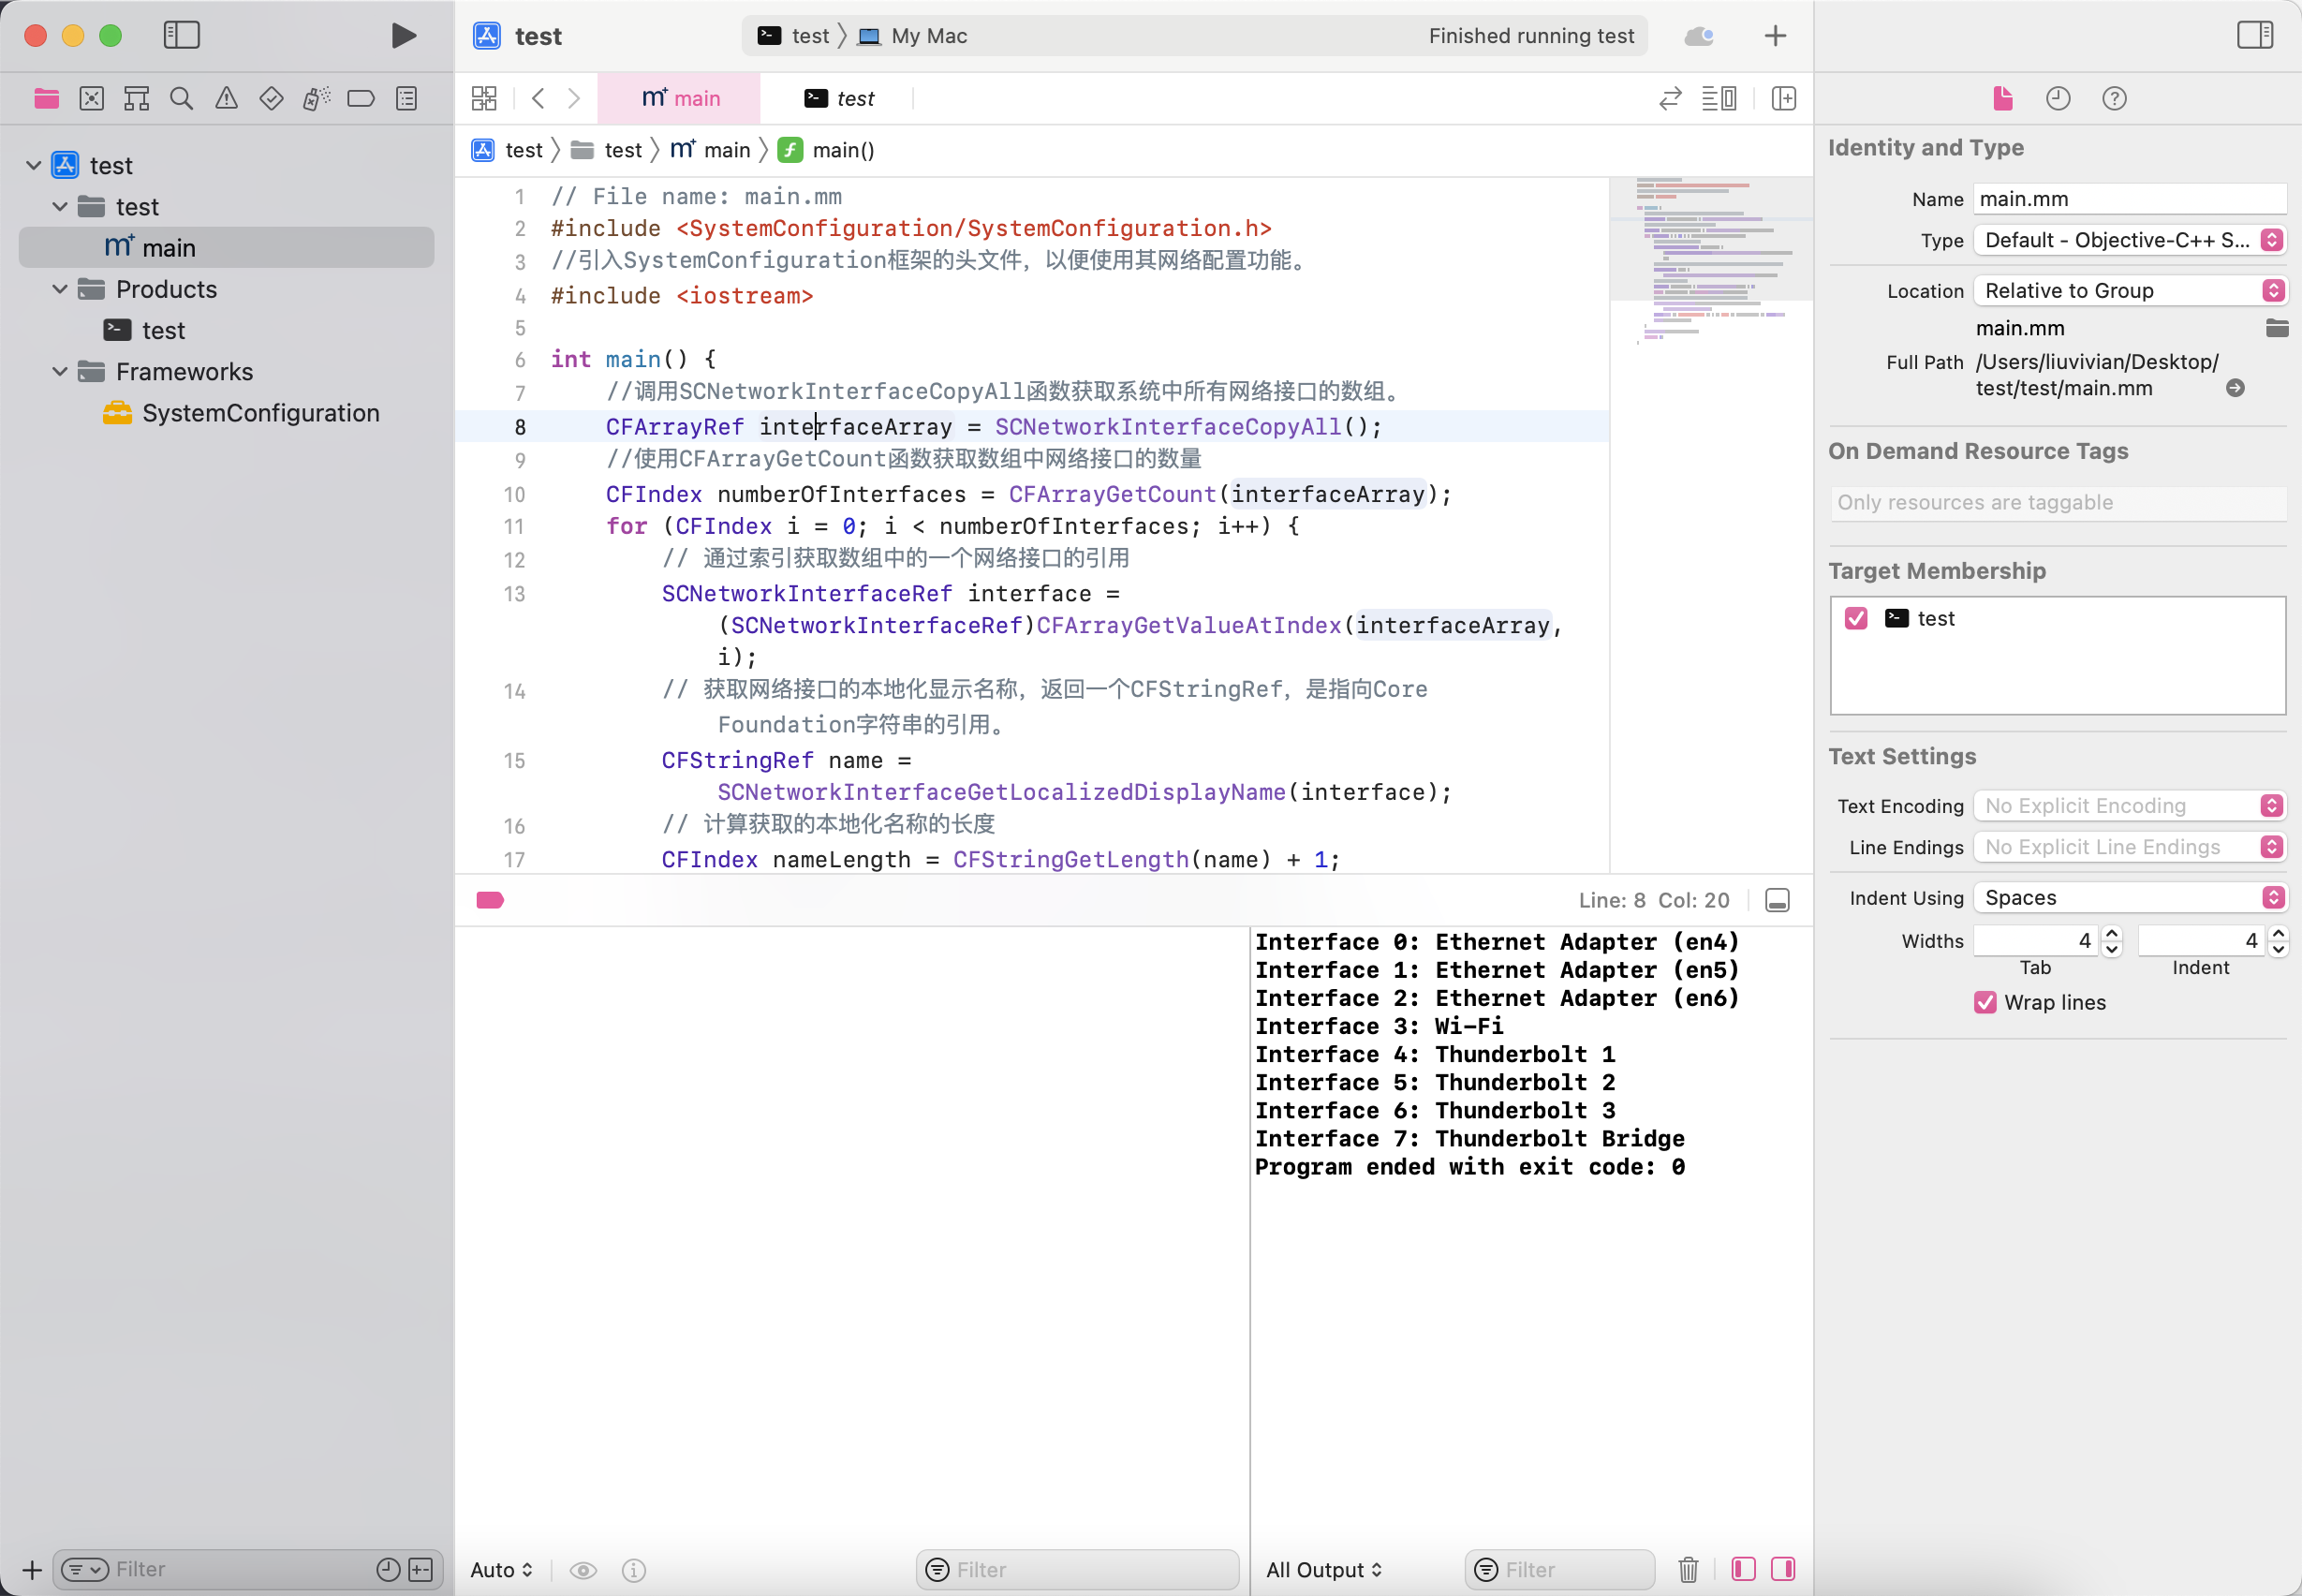 test
test
My Mac
Finished running test
main
test
test
test
main
main()
test
test
main
Products
test
Frameworks
SystemConfiguration
Filter
1 // File name: main.mm
2 #include <SystemConfiguration/SystemConfiguration.h>
3 //引入SystemConfiguration框架的头文件，以便使用其网络配置功能。
4 #include <iostream>
5
6 int main() {
7 //调用SCNetworkInterfaceCopyAll函数获取系统中所有网络接口的数组。
8 CFArrayRef interfaceArray = SCNetworkInterfaceCopyAll();
9 //使用CFArrayGetCount函数获取数组中网络接口的数量
10 CFIndex numberOfInterfaces = CFArrayGetCount(interfaceArray);
11 for (CFIndex i = 0; i < numberOfInterfaces; i++) {
12 // 通过索引获取数组中的一个网络接口的引用
13 SCNetworkInterfaceRef interface =
(SCNetworkInterfaceRef)CFArrayGetValueAtIndex(interfaceArray,
i);
14 // 获取网络接口的本地化显示名称，返回一个CFStringRef，是指向Core
Foundation字符串的引用。
15 CFStringRef name =
SCNetworkInterfaceGetLocalizedDisplayName(interface);
16 // 计算获取的本地化名称的长度
17 CFIndex nameLength = CFStringGetLength(name) + 1;
Line: 8 Col: 20
Interface 0: Ethernet Adapter (en4)
Interface 1: Ethernet Adapter (en5)
Interface 2: Ethernet Adapter (en6)
Interface 3: Wi-Fi
Interface 4: Thunderbolt 1
Interface 5: Thunderbolt 2
Interface 6: Thunderbolt 3
Interface 7: Thunderbolt Bridge
Program ended with exit code: 0
Auto
Filter
All Output
Filter
Identity and Type
Name main.mm
Type Default - Objective-C++ S...
Location Relative to Group
main.mm
Full Path /Users/liuvivian/Desktop/
test/test/main.mm
On Demand Resource Tags
Only resources are taggable
Target Membership
test
Text Settings
Text Encoding No Explicit Encoding
Line Endings No Explicit Line Endings
Indent Using Spaces
Widths 4 4
Tab Indent
Wrap lines